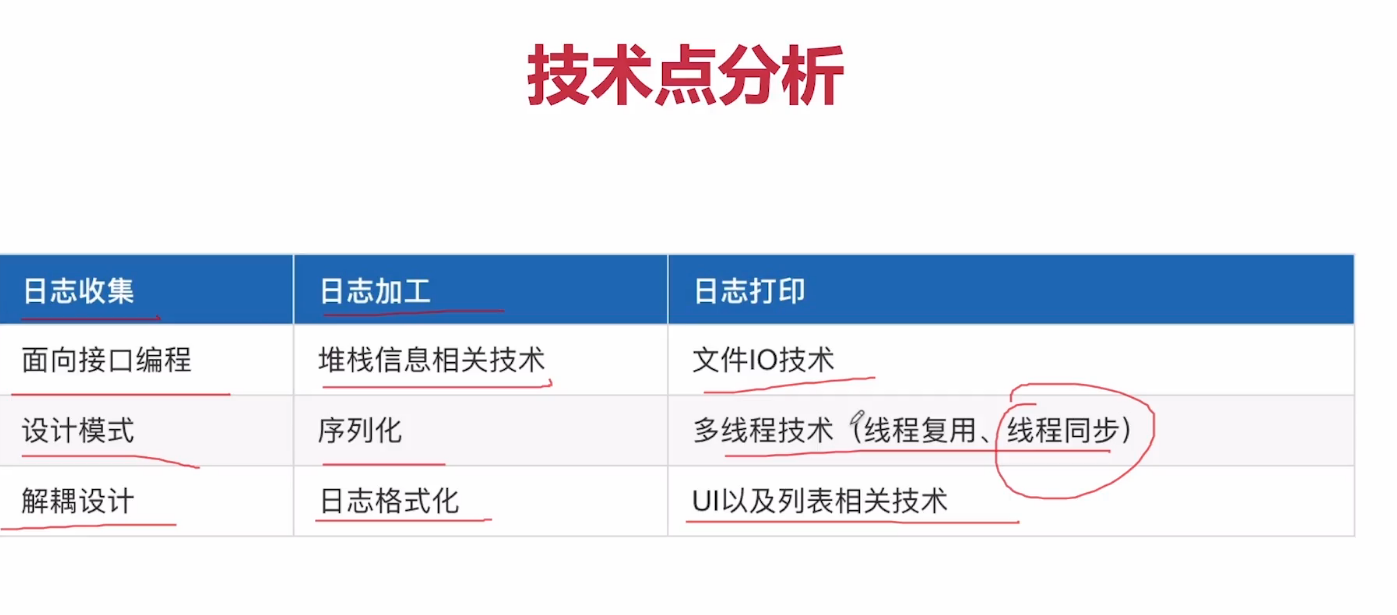 技术点分析
日志收集 日志加工 日志打印
面向接口编程 堆栈信息相关技术 文件IO技术
设计模式 序列化 多线程技术（线程复用、线程同步）
解耦设计 日志格式化 UI以及列表相关技术